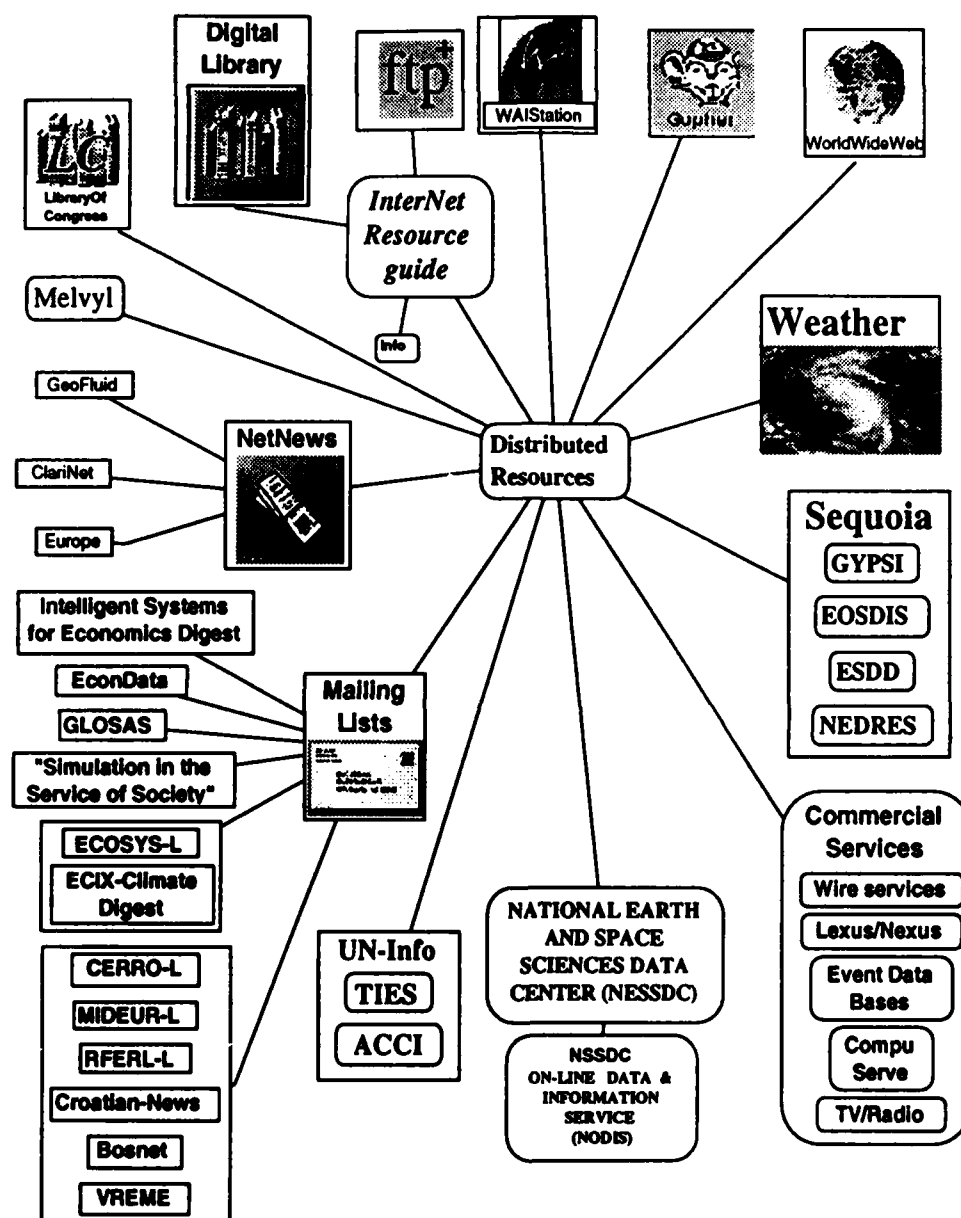 Digital
Library
ftp
WAIStation
WorldWideWeb
LC
LibraryOf
Congress
InterNet
Resource
guide
Info
Melvyl
Weather
GeoFluid
NetNews
Distributed
Resources
ClariNet
Europe
Sequoia
GYPSI
EOSDIS
ESDD
NEDRES
Intelligent Systems
for Economics Digest
EconData
GLOSAS
"Simulation in the
Service of Society"
Mailing
Lists
ECOSYS-L
ECIX-Climate
Digest
CERRO-L
MIDEUR-L
RFERL-L
Croatian-News
Bosnet
VREME
UN-Info
TIES
ACCI
NATIONAL EARTH
AND SPACE
SCIENCES DATA
CENTER (NESSDC)
NSSDC
ON-LINE DATA &
INFORMATION
SERVICE
(NODIS)
Commercial
Services
Wire services
Lexus/Nexus
Event Data
Bases
Compu
Serve
TV/Radio